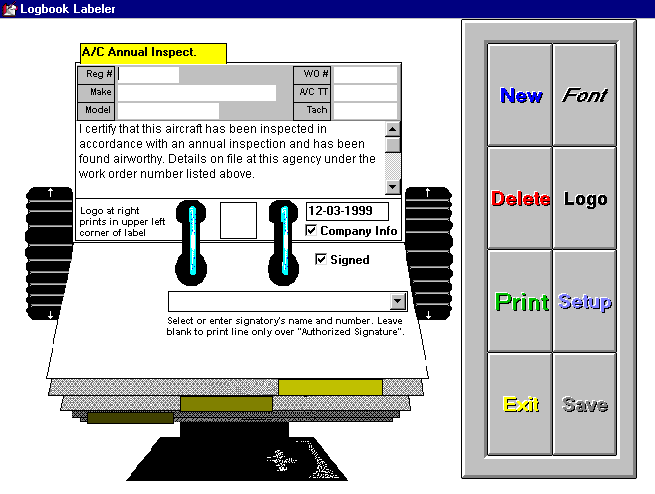 Logbook Labeler
A/C Annual Inspect.
Reg # WO #
Make A/C TT
Model Tach
I certify that this aircraft has been inspected in
accordance with an annual inspection and has been
found airworthy. Details on file at this agency under the
work order number listed above.
Logo at right
prints in upper left
corner of label
12-03-1999
Company Info
Signed
Select or enter signatory's name and number. Leave
blank to print line only over "Authorized Signature".
New Font
Delete Logo
Print Setup
Exit Save